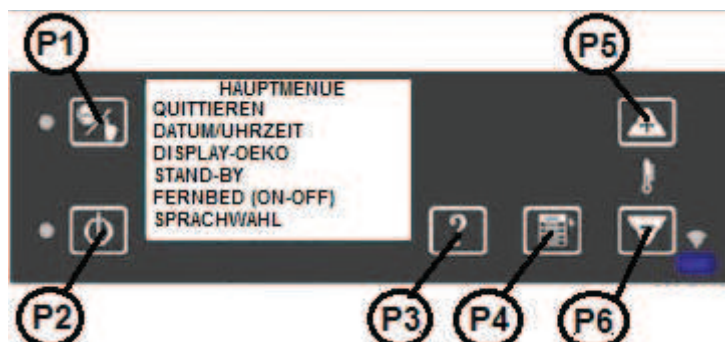 P1
P5
HAUPTMENUE
QUITTIEREN
DATUM/UHRZEIT
DISPLAY-OEKO
STAND-BY
FERNBED (ON-OFF)
SPRACHWAHL
?
+
P2
P3
P4
P6